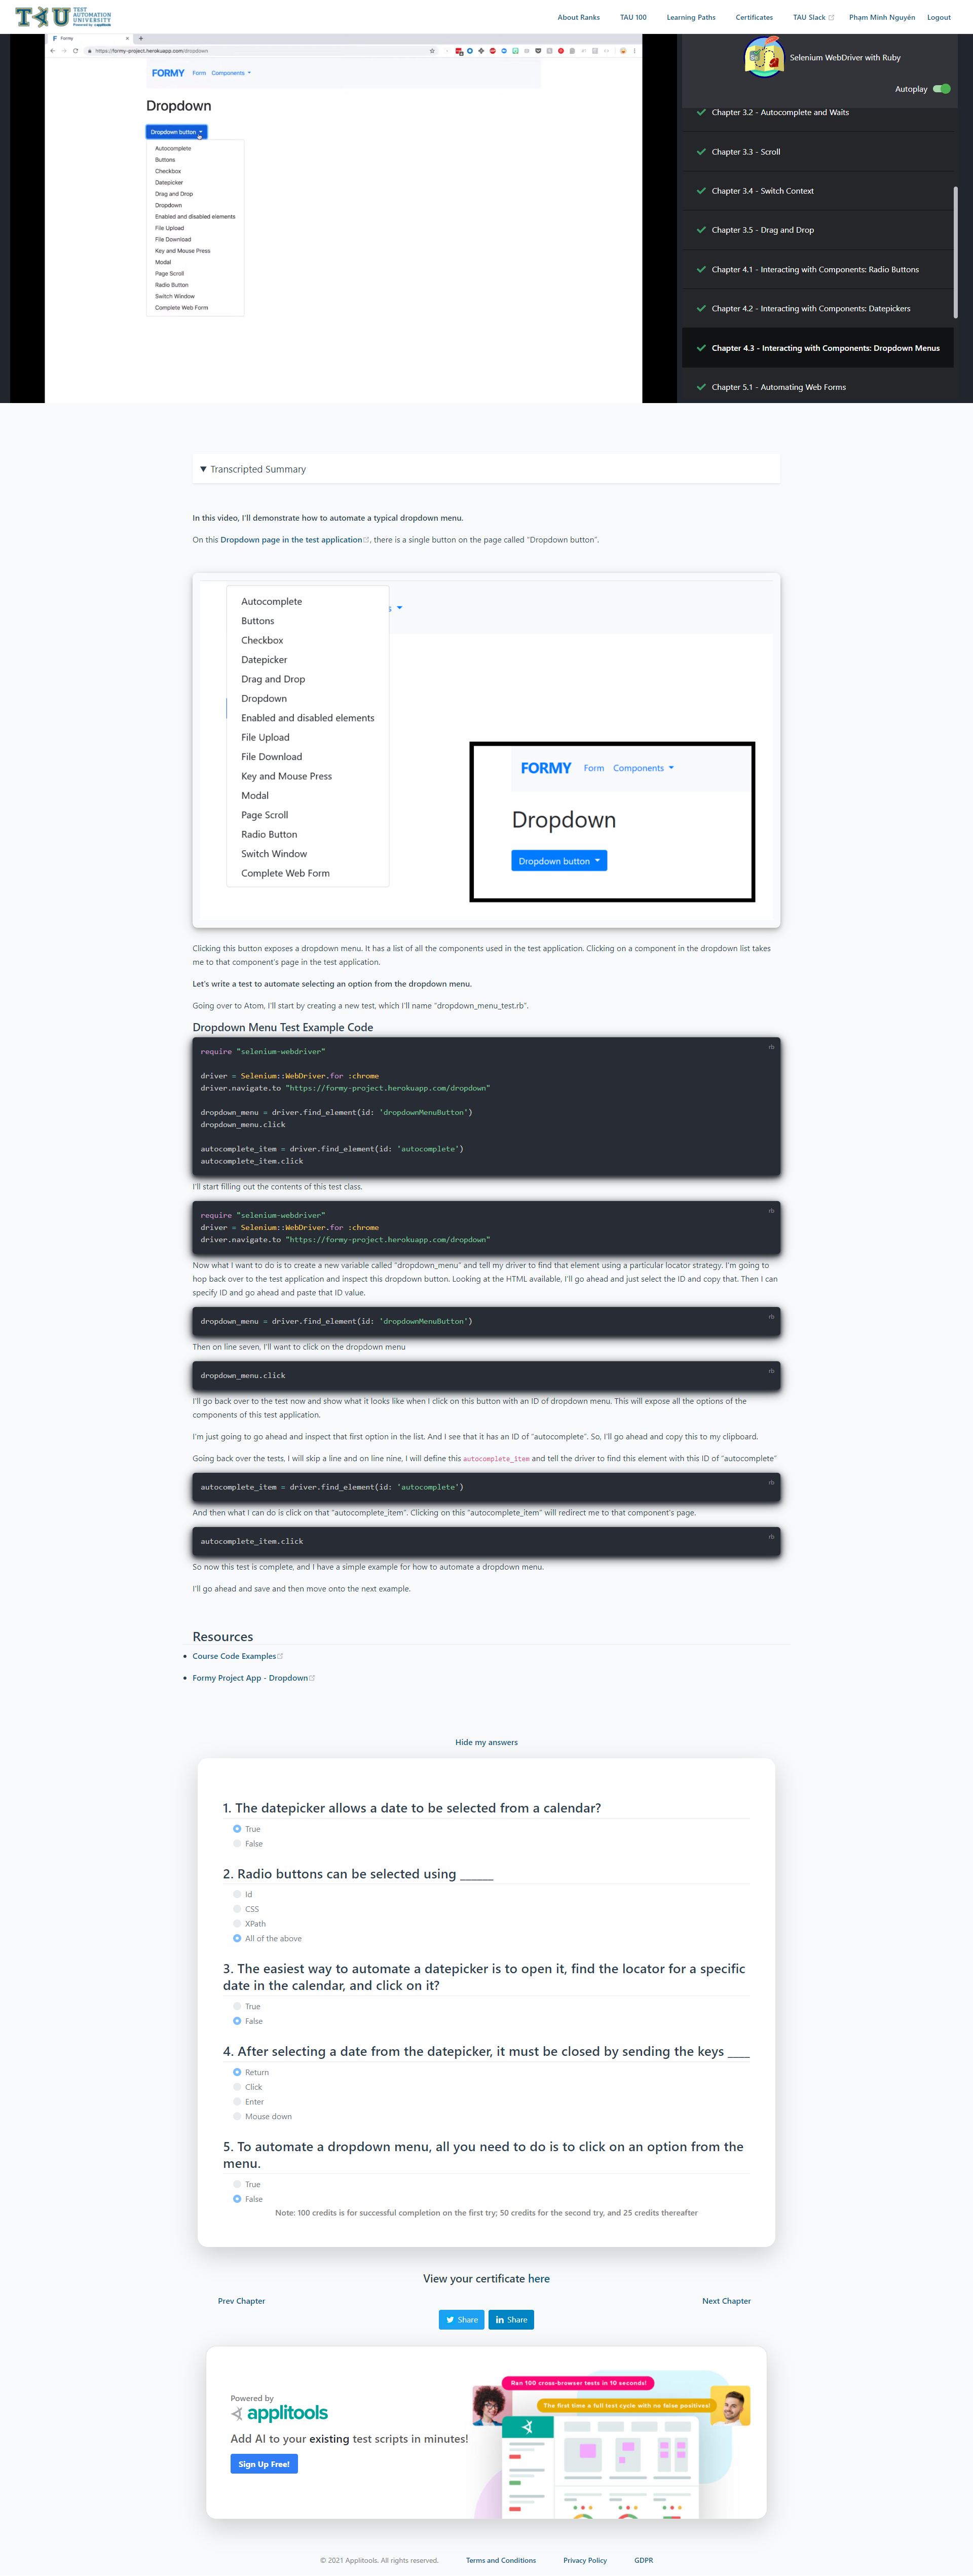 TAU TEST AUTOMATION UNIVERSITY
Powered by applitools
About Ranks TAU 100 Learning Paths Certificates TAU Slack Phạm Minh Nguyên Logout
Formy
https://formy-project.herokuapp.com/dropdown
FORMY Form Components
Dropdown
Dropdown button
Autocomplete
Buttons
Checkbox
Datepicker
Drag and Drop
Dropdown
Enabled and disabled elements
File Upload
File Download
Key and Mouse Press
Modal
Page Scroll
Radio Button
Switch Window
Complete Web Form
Selenium WebDriver with Ruby
Autoplay
Chapter 3.2 - Autocomplete and Waits
Chapter 3.3 - Scroll
Chapter 3.4 - Switch Context
Chapter 3.5 - Drag and Drop
Chapter 4.1 - Interacting with Components: Radio Buttons
Chapter 4.2 - Interacting with Components: Datepickers
Chapter 4.3 - Interacting with Components: Dropdown Menus
Chapter 5.1 - Automating Web Forms
Transcripted Summary
In this video, I'll demonstrate how to automate a typical dropdown menu.
On this Dropdown page in the test application, there is a single button on the page called "Dropdown button".
Autocomplete
Buttons
Checkbox
Datepicker
Drag and Drop
Dropdown
Enabled and disabled elements
File Upload
File Download
Key and Mouse Press
Modal
Page Scroll
Radio Button
Switch Window
Complete Web Form
s
FORMY Form Components
Dropdown
Dropdown button
Clicking this button exposes a dropdown menu. It has a list of all the components used in the test application. Clicking on a component in the dropdown list takes
me to that component's page in the test application.
Let's write a test to automate selecting an option from the dropdown menu.
Going over to Atom, I'll start by creating a new test, which I'll name "dropdown_menu_test.rb".
Dropdown Menu Test Example Code
rb
require "selenium-webdriver"
driver = Selenium::WebDriver.for :chrome
driver.navigate.to "https://formy-project.herokuapp.com/dropdown"
dropdown_menu = driver.find_element(id: 'dropdownMenuButton')
dropdown_menu.click
autocomplete_item = driver.find_element(id: 'autocomplete')
autocomplete_item.click
I'll start filling out the contents of this test class.
rb
require "selenium-webdriver"
driver = Selenium::WebDriver.for :chrome
driver.navigate.to "https://formy-project.herokuapp.com/dropdown"
Now what I want to do is to create a new variable called "dropdown_menu" and tell my driver to find that element using a particular locator strategy. I'm going to
hop back over to the test application and inspect this dropdown button. Looking at the HTML available, I'll go ahead and just select the ID and copy that. Then I can
specify ID and go ahead and paste that ID value.
rb
dropdown_menu = driver.find_element(id: 'dropdownMenuButton')
Then on line seven, I'll want to click on the dropdown menu
rb
dropdown_menu.click
I'll go back over to the test now and show what it looks like when I click on this button with an ID of dropdown menu. This will expose all the options of the
components of this test application.
I'm just going to go ahead and inspect that first option in the list. And I see that it has an ID of "autocomplete". So, I'll go ahead and copy this to my clipboard.
Going back over the tests, I will skip a line and on line nine, I will define this autocomplete_item and tell the driver to find this element with this ID of "autocomplete"
rb
autocomplete_item = driver.find_element(id: 'autocomplete')
And then what I can do is click on that "autocomplete_item". Clicking on this "autocomplete_item" will redirect me to that component's page.
rb
autocomplete_item.click
So now this test is complete, and I have a simple example for how to automate a dropdown menu.
I'll go ahead and save and then move onto the next example.
Resources
Course Code Examples
Formy Project App - Dropdown
Hide my answers
1. The datepicker allows a date to be selected from a calendar?
True
False
2. Radio buttons can be selected using ______
Id
CSS
XPath
All of the above
3. The easiest way to automate a datepicker is to open it, find the locator for a specific
date in the calendar, and click on it?
True
False
4. After selecting a date from the datepicker, it must be closed by sending the keys ____
Return
Click
Enter
Mouse down
5. To automate a dropdown menu, all you need to do is to click on an option from the
menu.
True
False
Note: 100 credits is for successful completion on the first try; 50 credits for the second try, and 25 credits thereafter
View your certificate here
Prev Chapter Next Chapter
Share Share
Powered by
applitools
Add AI to your existing test scripts in minutes!
Sign Up Free!
Ran 100 cross-browser tests in 10 seconds!
The first time a full test cycle with no false positives!
© 2021 Applitools. All rights reserved. Terms and Conditions Privacy Policy GDPR